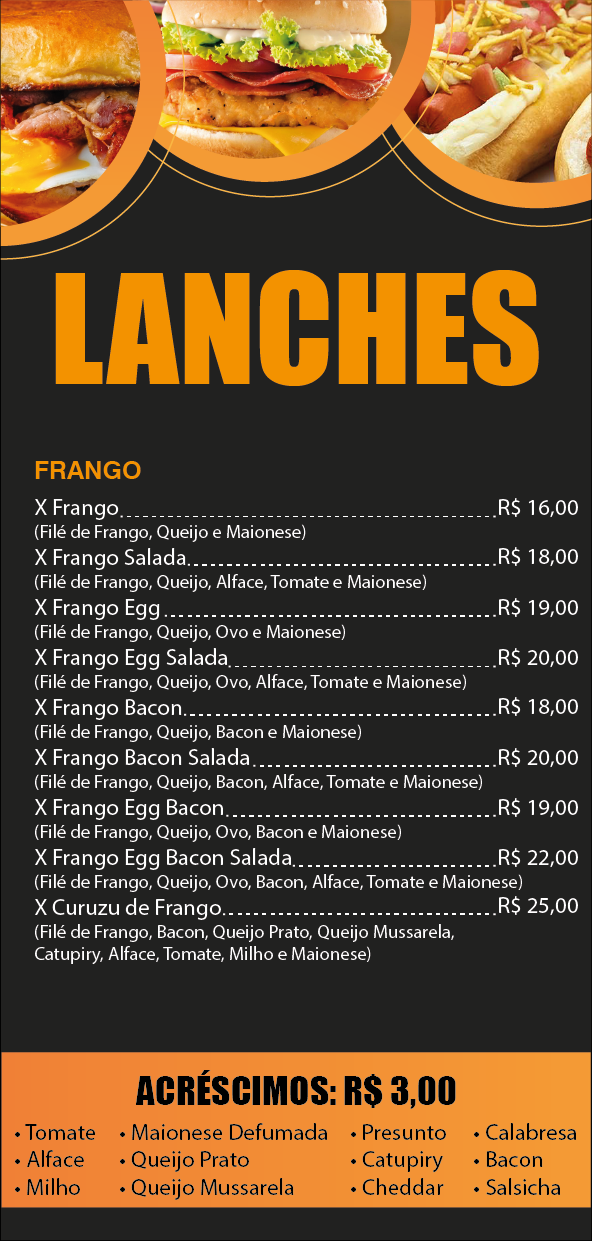 LANCHES
FRANGO
X Frango R$ 16,00
(Filé de Frango, Queijo e Maionese)
X Frango Salada R$ 18,00
(Filé de Frango, Queijo, Alface, Tomate e Maionese)
X Frango Egg R$ 19,00
(Filé de Frango, Queijo, Ovo e Maionese)
X Frango Egg Salada R$ 20,00
(Filé de Frango, Queijo, Ovo, Alface, Tomate e Maionese)
X Frango Bacon R$ 18,00
(Filé de Frango, Queijo, Bacon e Maionese)
X Frango Bacon Salada R$ 20,00
(Filé de Frango, Queijo, Bacon, Alface, Tomate e Maionese)
X Frango Egg Bacon R$ 19,00
(Filé de Frango, Queijo, Ovo, Bacon e Maionese)
X Frango Egg Bacon Salada R$ 22,00
(Filé de Frango, Queijo, Ovo, Bacon, Alface, Tomate e Maionese)
X Curuzu de Frango R$ 25,00
(Filé de Frango, Bacon, Queijo Prato, Queijo Mussarela,
Catupiry, Alface, Tomate, Milho e Maionese)
ACRÉSCIMOS: R$ 3,00
• Tomate • Maionese Defumada • Presunto • Calabresa
• Alface • Queijo Prato • Catupiry • Bacon
• Milho • Queijo Mussarela • Cheddar • Salsicha